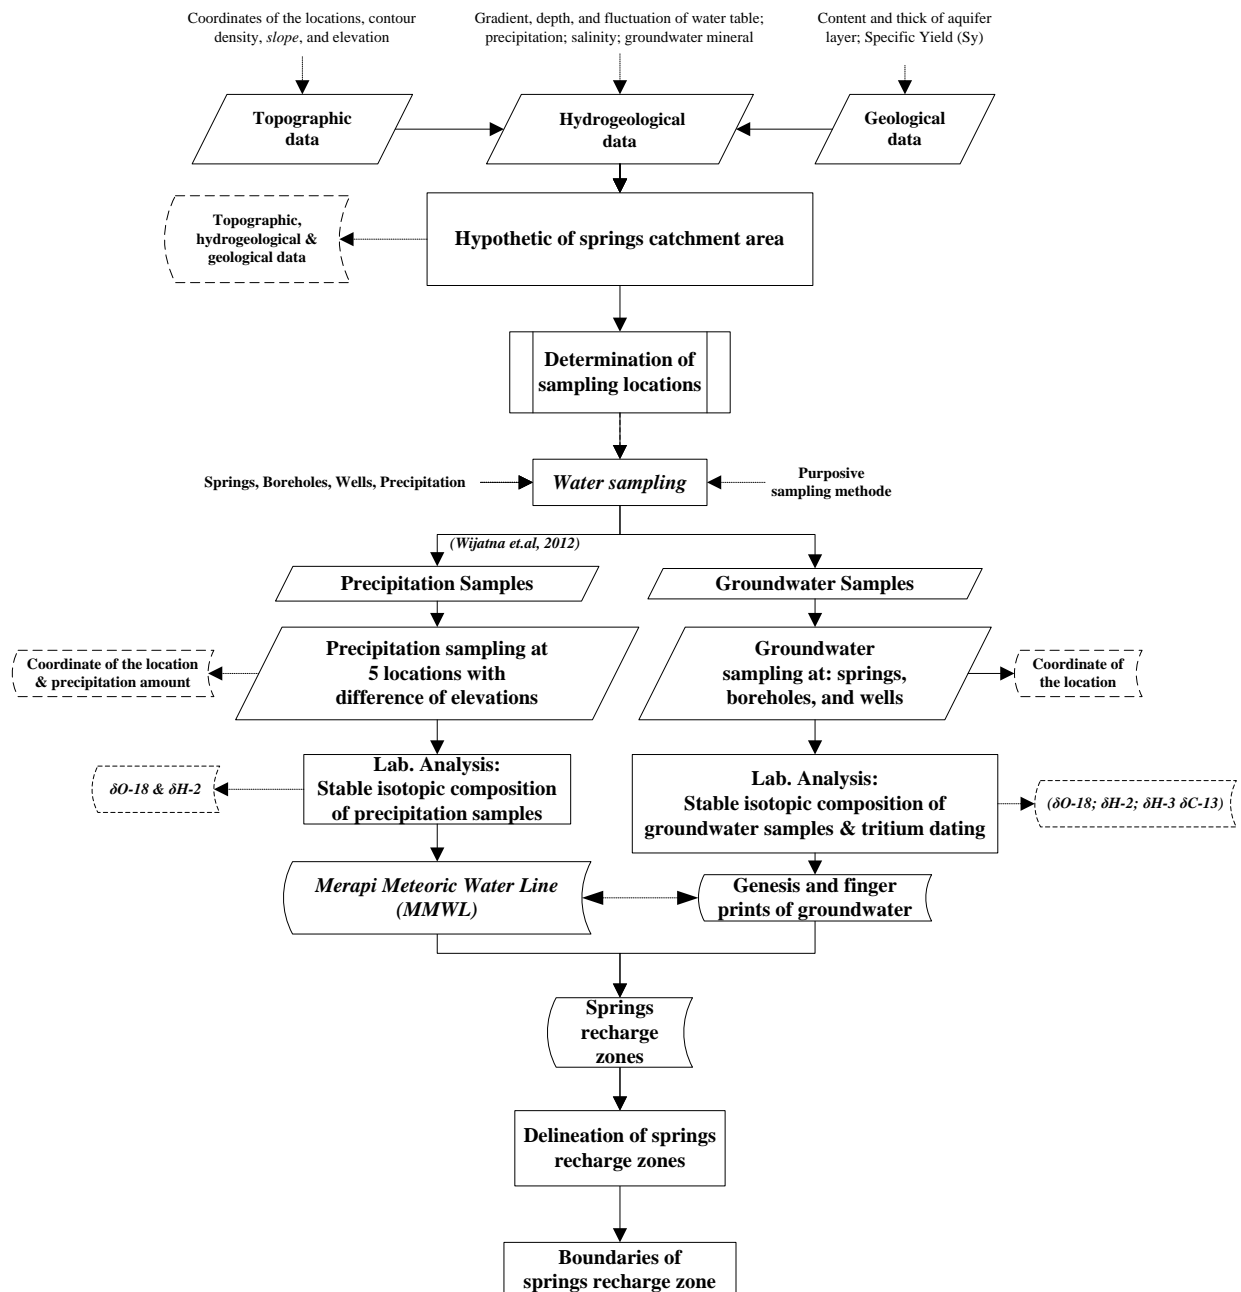 Coordinates of the locations, contour
density, slope, and elevation
Gradient, depth, and fluctuation of water table;
precipitation; salinity; groundwater mineral
Content and thick of aquifer
layer; Specific Yield (Sy)
Topographic
data
Hydrogeological
data
Geological
data
Topographic,
hydrogeological &
geological data
Hypothetic of springs catchment area
Determination of
sampling locations
Springs, Boreholes, Wells, Precipitation
Water sampling
Purposive
sampling methode
(Wijatna et.al, 2012)
Precipitation Samples
Groundwater Samples
Coordinate of the location
& precipitation amount
Precipitation sampling at
5 locations with
difference of elevations
Groundwater
sampling at: springs,
boreholes, and wells
Coordinate of
the location
δO-18 & δH-2
Lab. Analysis:
Stable isotopic composition
of precipitation samples
Lab. Analysis:
Stable isotopic composition of
groundwater samples & tritium dating
(δO-18; δH-2; δH-3 δC-13)
Merapi Meteoric Water Line
(MMWL)
Genesis and finger
prints of groundwater
Springs
recharge
zones
Delineation of springs
recharge zones
Boundaries of
springs recharge zone